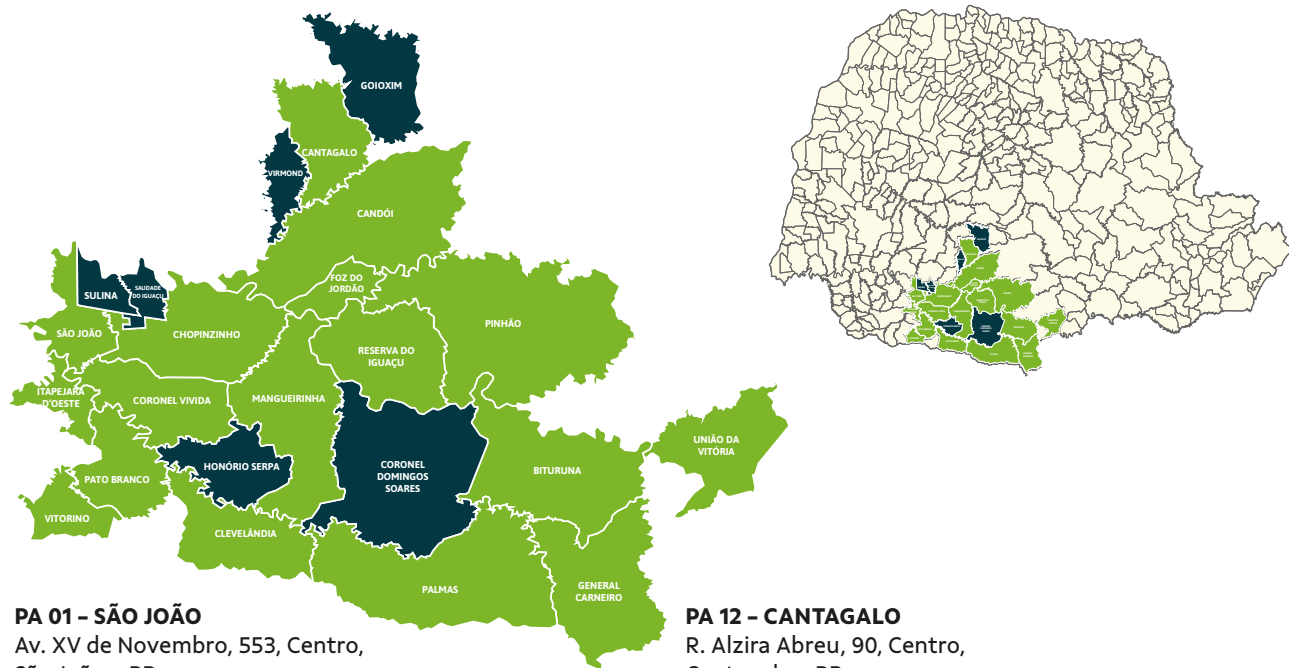 GOIOXIM
CANTAGALO
VIRMOND
CANDÓI
FOZ DO
JORDÃO
SULINA
SAUDADE
DO IGUAÇU
SÃO JOÃO
CHOPINZINHO
PINHÃO
RESERVA DO
IGUAÇU
ITAPEJARA
D'OESTE
CORONEL VIVIDA
MANGUEIRINHA
UNIÃO DA
VITÓRIA
HONÓRIO SERPA
CORONEL
DOMINGOS
SOARES
BITURUNA
PATO BRANCO
VITORINO
CLEVELÂNDIA
PALMAS
GENERAL
CARNEIRO
PA 01 – SÃO JOÃO
Av. XV de Novembro, 553, Centro,
PA 12 – CANTAGALO
R. Alzira Abreu, 90, Centro,